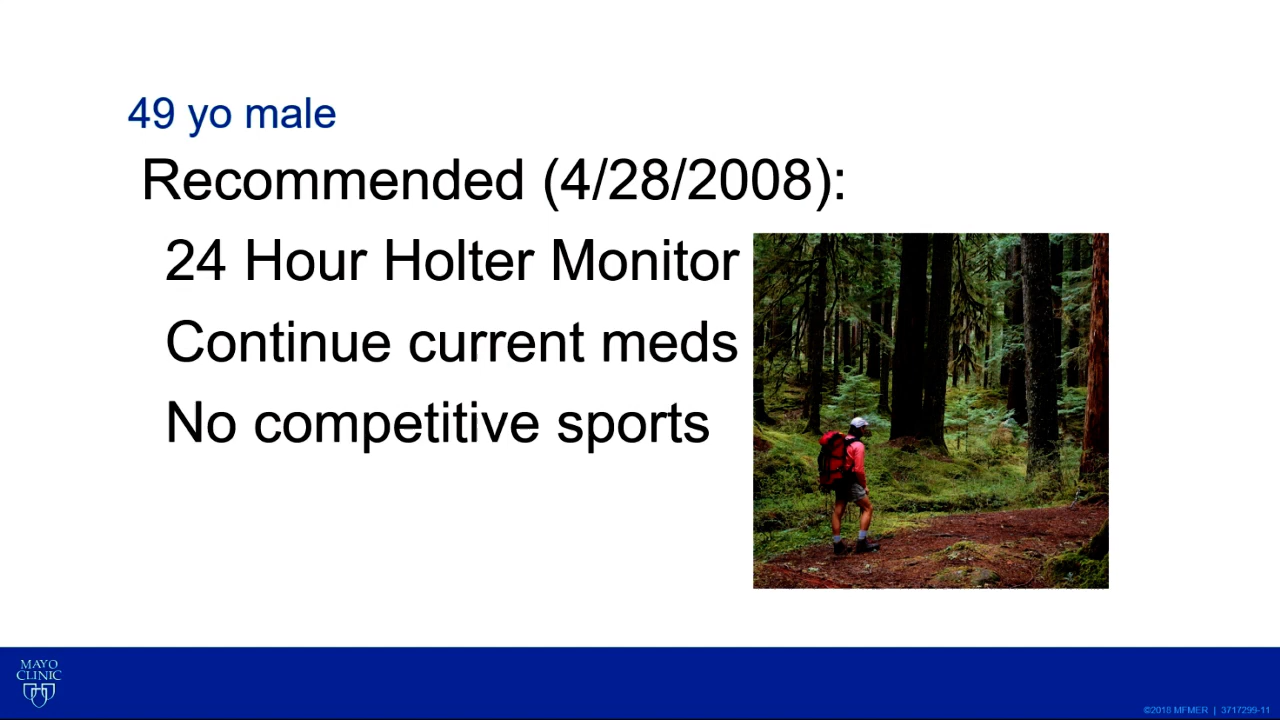 49 yo male
Recommended (4/28/2008):
24 Hour Holter Monitor
Continue current meds
No competitive sports
MAYO
CLINIC
©2018 MFMER | 3717299-11